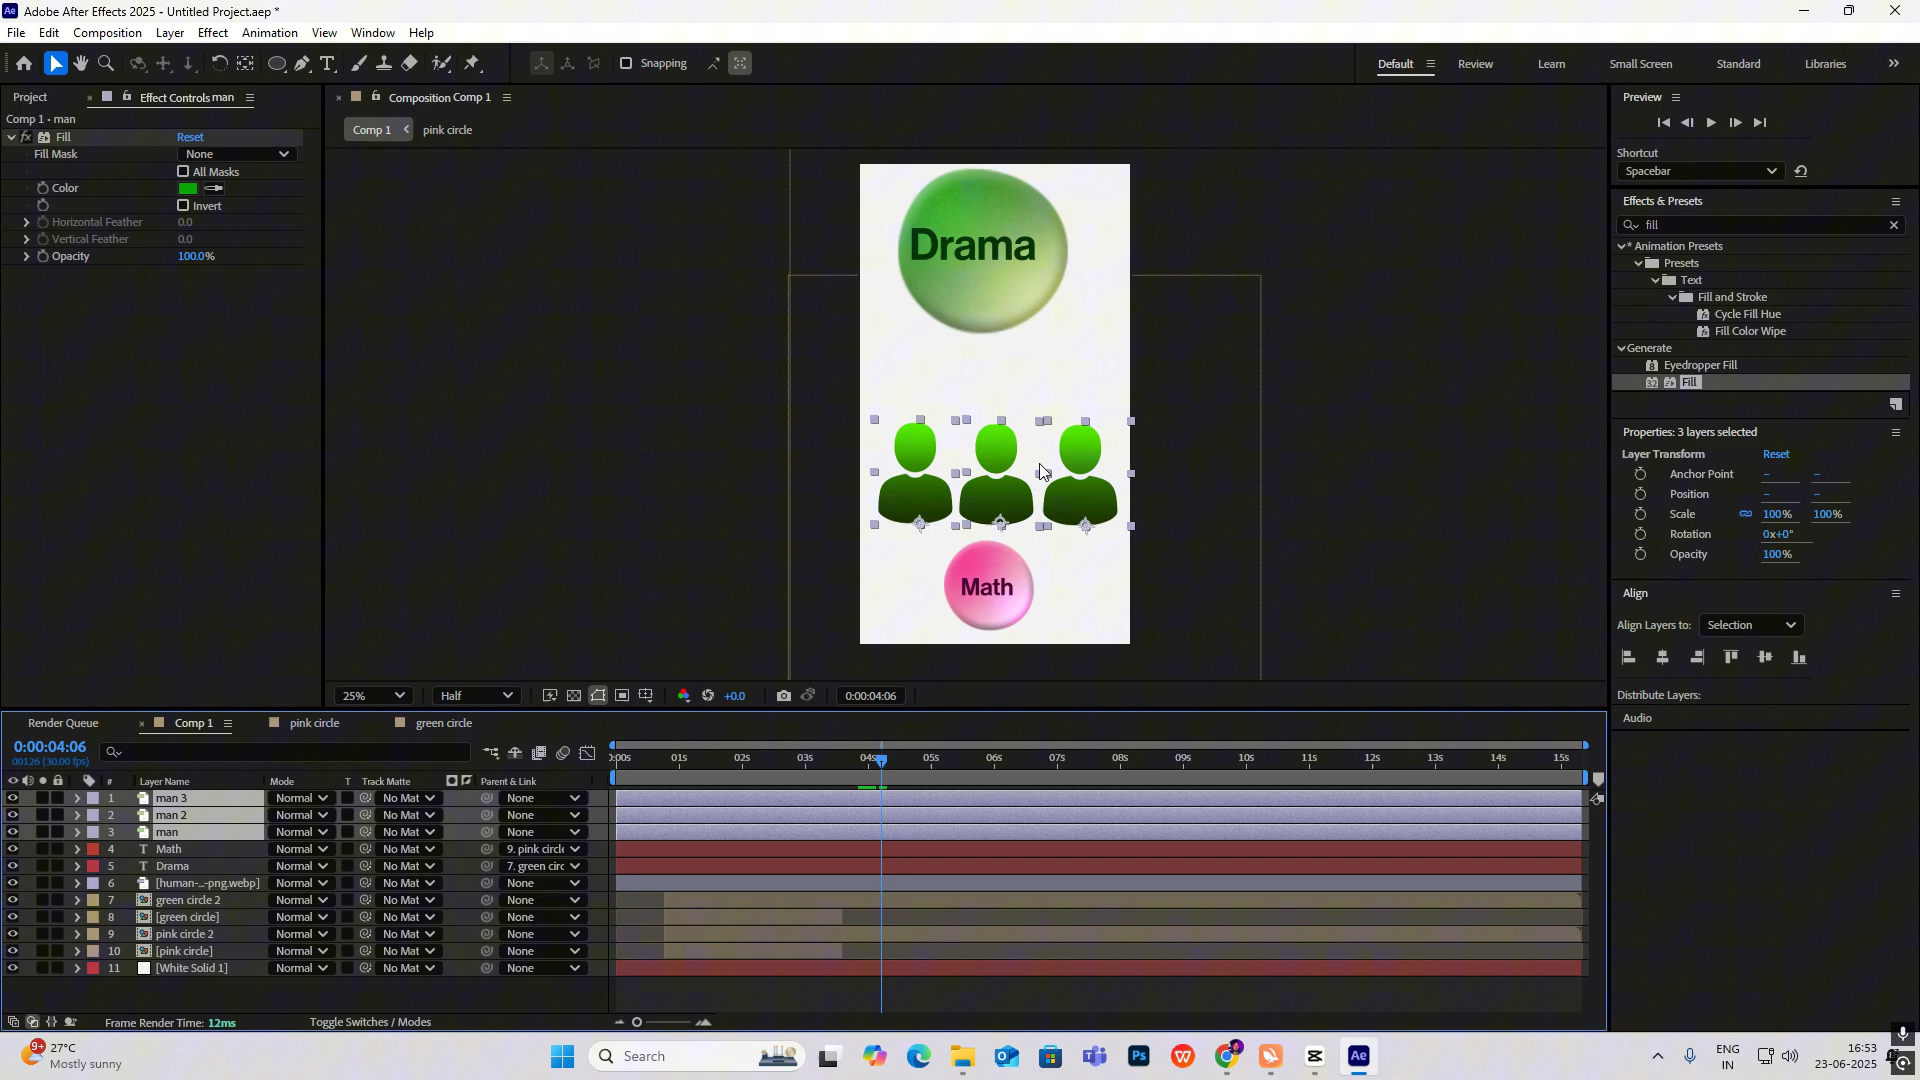 Ae Adobe After Effects 2025 - Untitled Project.aep *
File Edit Composition Layer Effect Animation View Window Help
Snapping
Default Review Learn Small Screen Standard Libraries
Project Effect Controls man
Comp 1 • man
fx Fill Reset
Fill Mask None
All Masks
Color
Invert
Horizontal Feather 0.0
Vertical Feather 0.0
Opacity 100.0%
Composition Comp 1
Comp 1 pink circle
Drama
Math
25% Half +0.0 0:00:04:06
Preview
Shortcut
Spacebar
Effects & Presets
fill
* Animation Presets
Presets
Text
Fill and Stroke
Cycle Fill Hue
Fill Color Wipe
Generate
Eyedropper Fill
Fill
Properties: 3 layers selected
Layer Transform Reset
Anchor Point – –
Position – –
Scale 100% 100%
Rotation 0x+0°
Opacity 100%
Align
Align Layers to: Selection
Distribute Layers:
Audio
Render Queue Comp 1 pink circle green circle
0:00:04:06
00126 (30.00 fps)
:00s 01s 02s 03s 04s 05s 06s 07s 08s 09s 10s 11s 12s 13s 14s 15s
# Layer Name Mode T Track Matte Parent & Link
1 man 3 Normal No Mat None
2 man 2 Normal No Mat None
3 man Normal No Mat None
4 T Math Normal No Mat 9. pink circle
5 T Drama Normal No Mat 7. green circ
6 [human-...-png.webp] Normal No Mat None
7 green circle 2 Normal No Mat None
8 [green circle] Normal No Mat None
9 pink circle 2 Normal No Mat None
10 [pink circle] Normal No Mat None
11 [White Solid 1] Normal No Mat None
Frame Render Time: 12ms Toggle Switches / Modes
9+ 27°C
Mostly sunny
Search
Ps
W
Ae
ENG
IN
16:53
23-06-2025